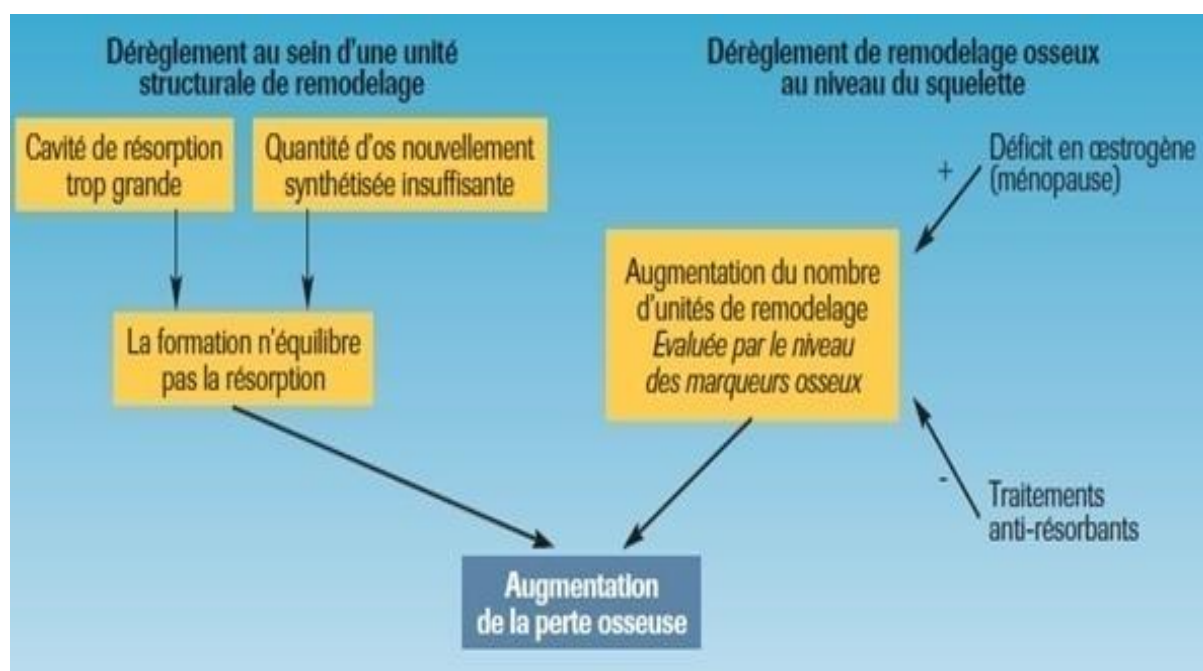 Dérèglement au sein d'une unité
structurale de remodelage
Cavité de résorption
trop grande
Quantité d'os nouvellement
synthétisée insuffisante
La formation n'équilibre
pas la résorption
Dérèglement de remodelage osseux
au niveau du squelette
+
Déficit en œstrogène
(ménopause)
Augmentation du nombre
d'unités de remodelage
Evaluée par le niveau
des marqueurs osseux
-
Traitements
anti-résorbants
Augmentation
de la perte osseuse